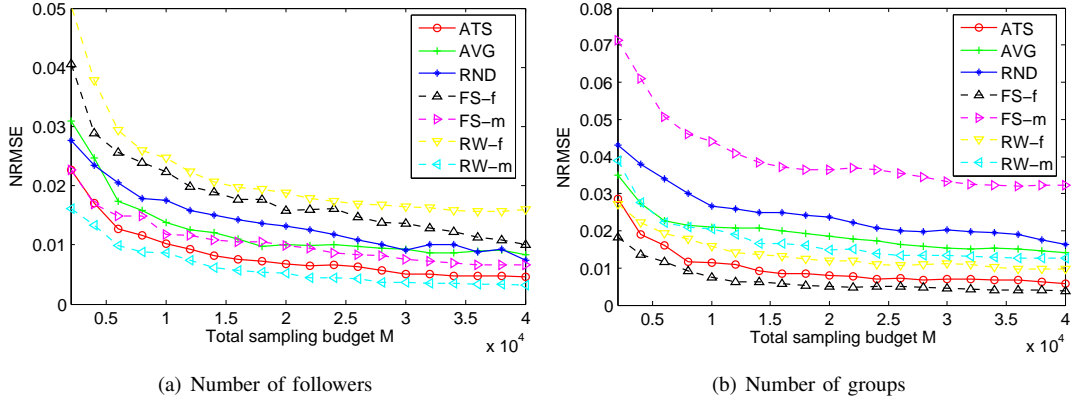 0.05
0.04
0.03
0.02
0.01
0
NRMSE
0.5 1 1.5 2 2.5 3 3.5 4
Total sampling budget M
x 10^4
ATS
AVG
RND
FS−f
FS−m
RW−f
RW−m
(a) Number of followers
0.08
0.07
0.06
0.05
0.04
0.03
0.02
0.01
0
NRMSE
0.5 1 1.5 2 2.5 3 3.5 4
Total sampling budget M
x 10^4
ATS
AVG
RND
FS−f
FS−m
RW−f
RW−m
(b) Number of groups